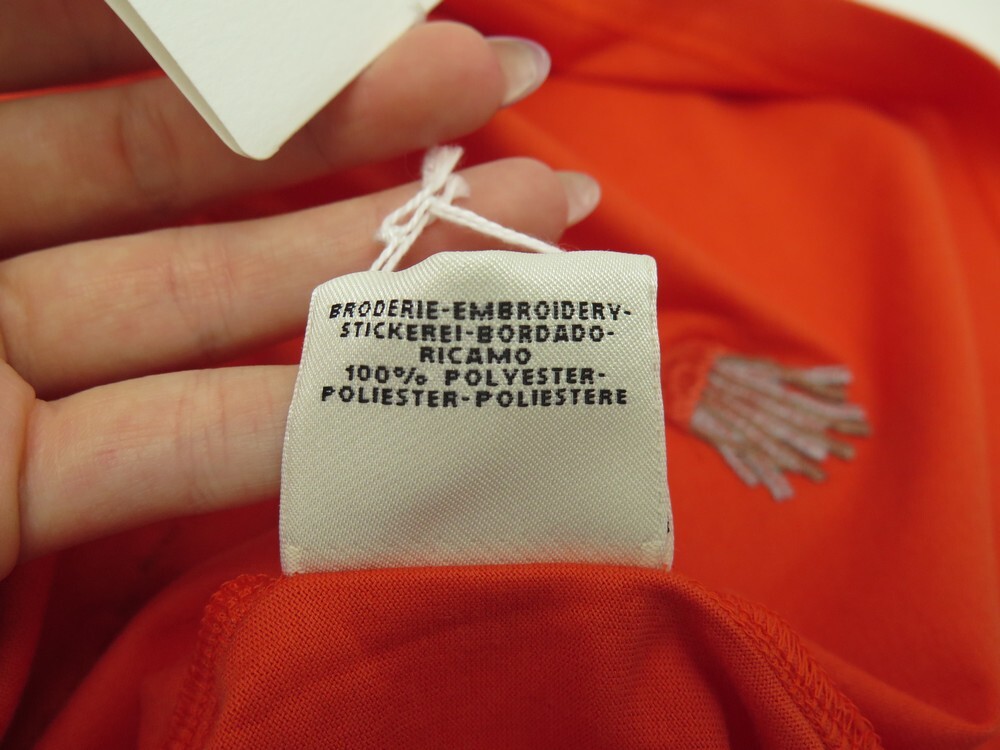 BRODERIE-EMBROIDERY-
STICKEREI-BORDADO-
RICAMO
100% POLYESTER-
POLIESTER-POLIESTERE